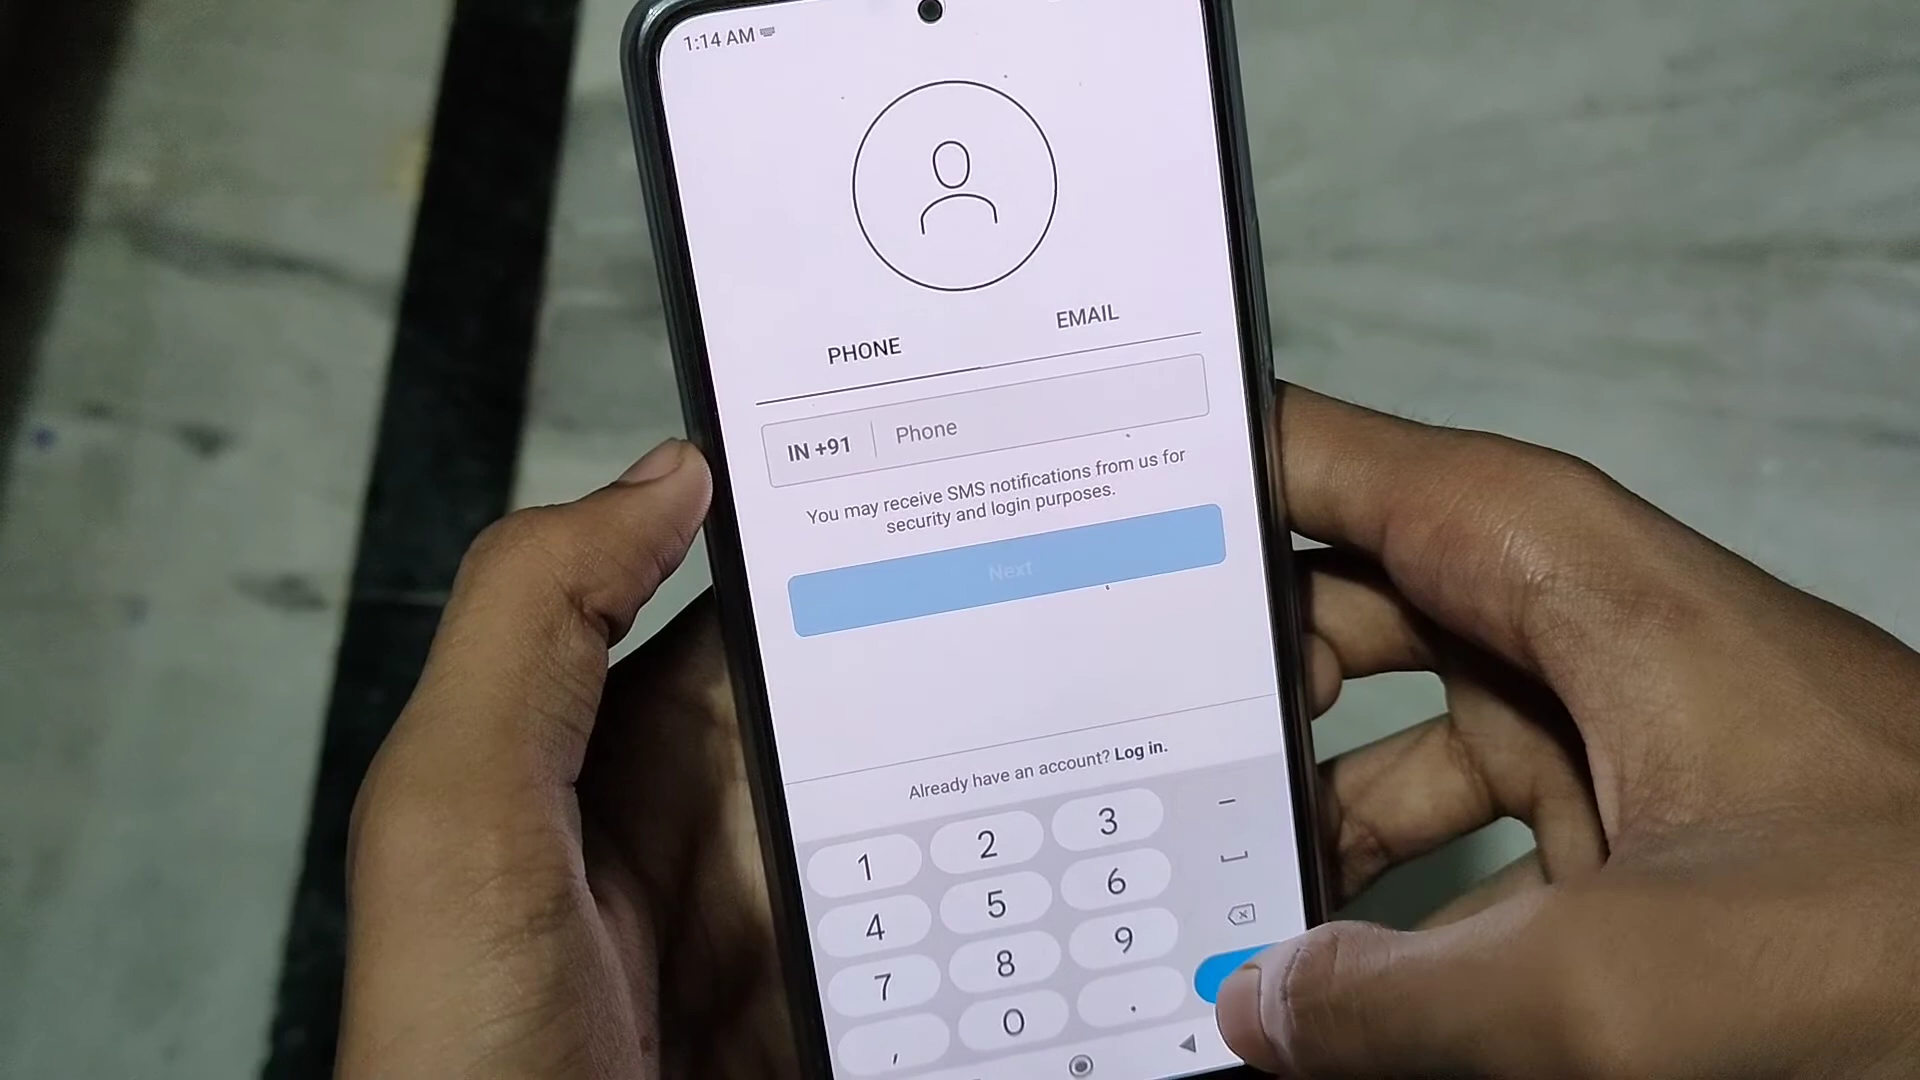 1:14 AM
PHONE
EMAIL
IN +91
Phone
You may receive SMS notifications from us for
security and login purposes.
Next
Already have an account? Log in.
1 2 3 -
4 5 6
7 8 9
, 0 .